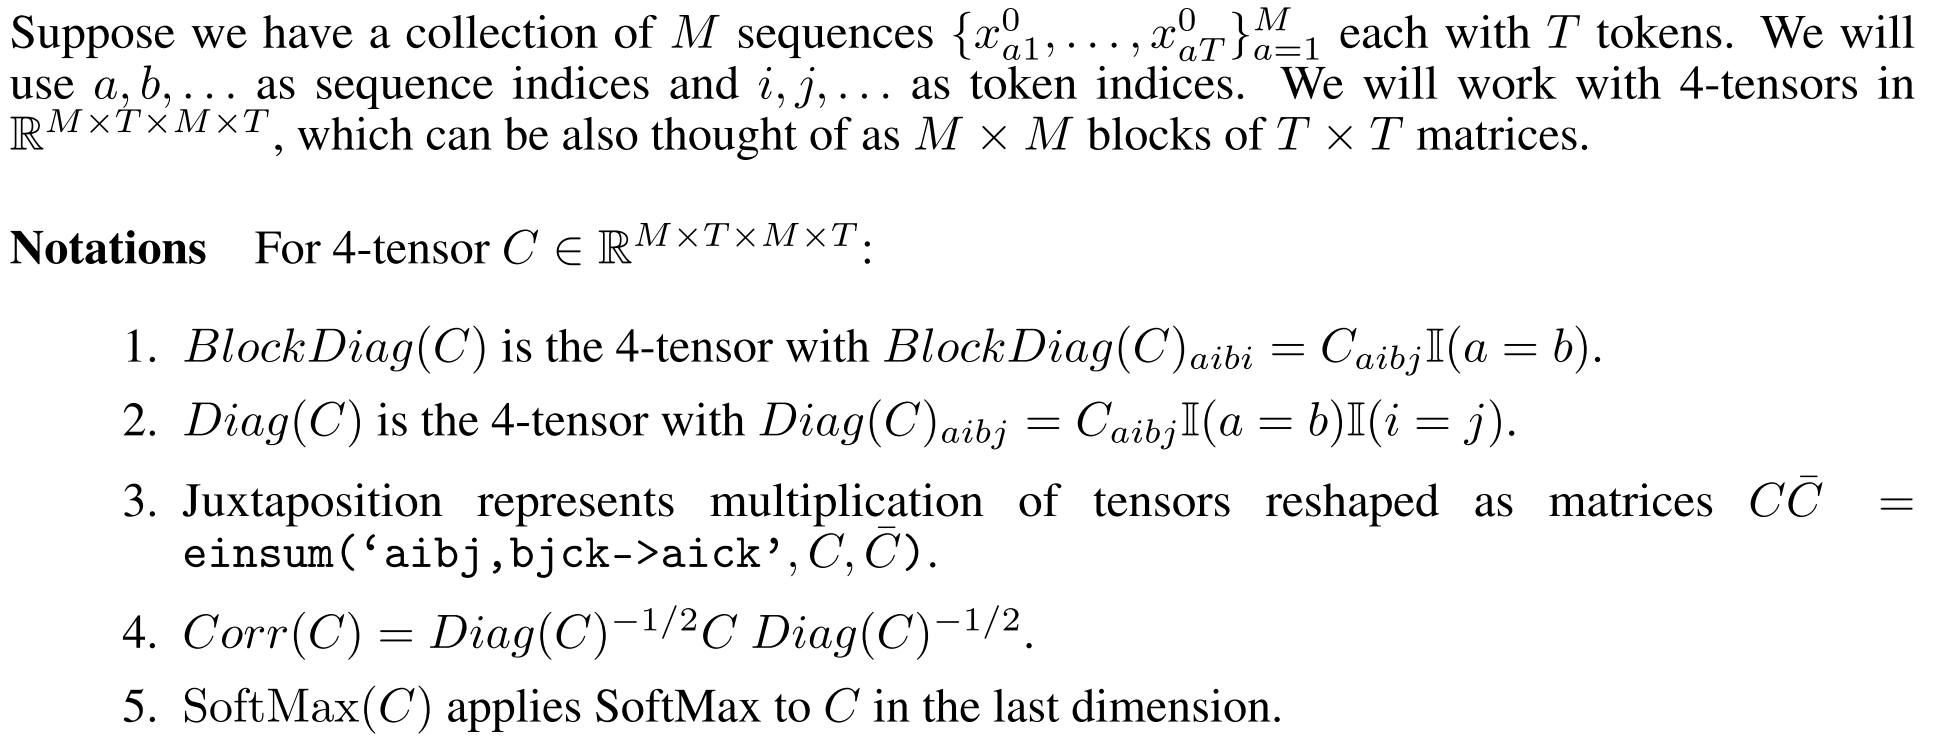 Suppose we have a collection of $M$ sequences $\{x^0_{a1}, \ldots, x^0_{aT}\}^M_{a=1}$ each with $T$ tokens. We will
use $a, b, \ldots$ as sequence indices and $i, j, \ldots$ as token indices. We will work with 4-tensors in
$\mathbb{R}^{M \times T \times M \times T}$, which can be also thought of as $M \times M$ blocks of $T \times T$ matrices.
Notations For 4-tensor $C \in \mathbb{R}^{M \times T \times M \times T}$:
1. $BlockDiag(C)$ is the 4-tensor with $BlockDiag(C)_{aibi} = C_{aibj}\mathbb{I}(a = b)$.
2. $Diag(C)$ is the 4-tensor with $Diag(C)_{aibj} = C_{aibj}\mathbb{I}(a = b)\mathbb{I}(i = j)$.
3. Juxtaposition represents multiplication of tensors reshaped as matrices $C\bar{C}$ =
einsum(‘aibj,bjck->aick’, $C, \bar{C}$).
4. $Corr(C) = Diag(C)^{-1/2} C \ Diag(C)^{-1/2}$.
5. $\mathrm{SoftMax}(C)$ applies SoftMax to $C$ in the last dimension.